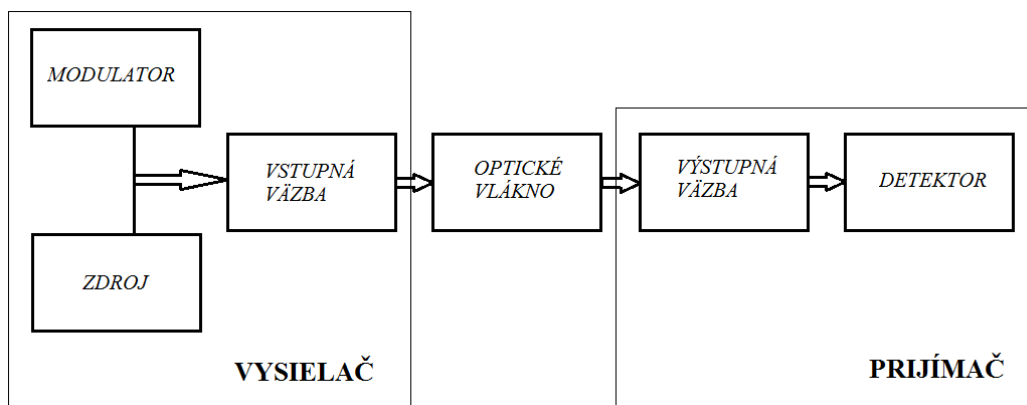 MODULATOR
VSTUPNÁ
VÄZBA
OPTICKÉ
VLÁKNO
VÝSTUPNÁ
VÄZBA
DETEKTOR
ZDROJ
VYSIELAČ
PRIJÍMAČ